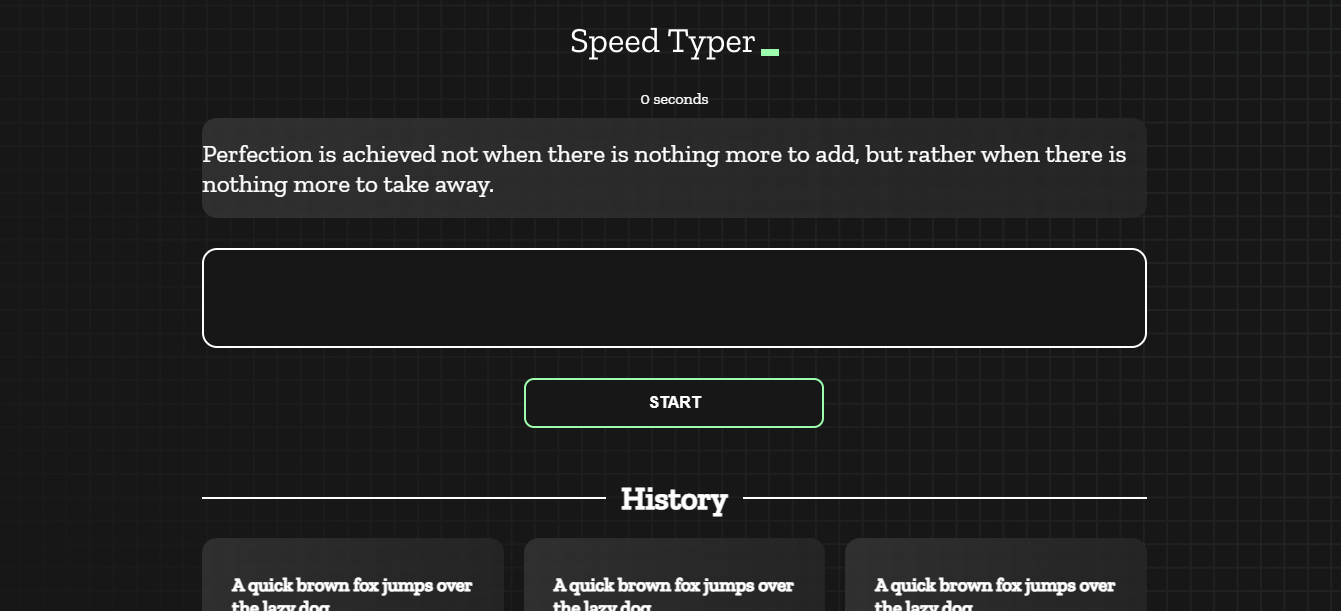 Speed Typer
0 seconds
Perfection is achieved not when there is nothing more to add, but rather when there is
nothing more to take away.
START
History
A quick brown fox jumps over
the lazy dog
A quick brown fox jumps over
the lazy dog
A quick brown fox jumps over
the lazy dog